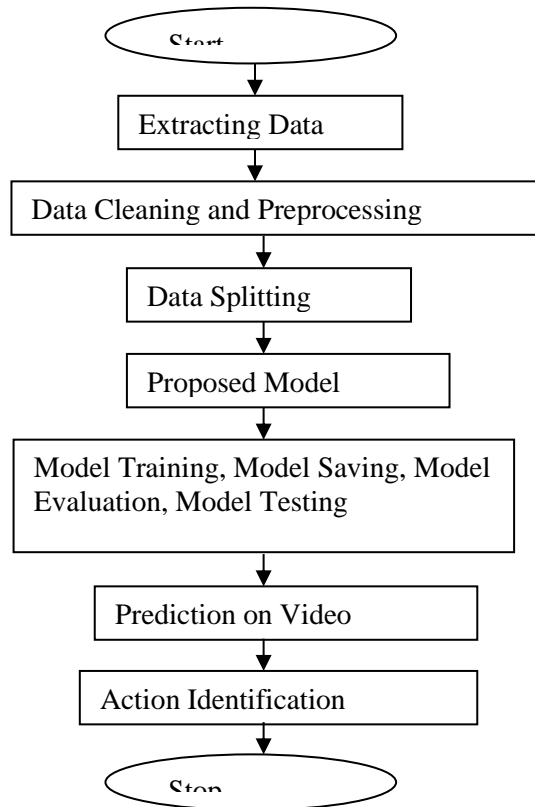 Start
Extracting Data
Data Cleaning and Preprocessing
Data Splitting
Proposed Model
Model Training, Model Saving, Model
Evaluation, Model Testing
Prediction on Video
Action Identification
Stop